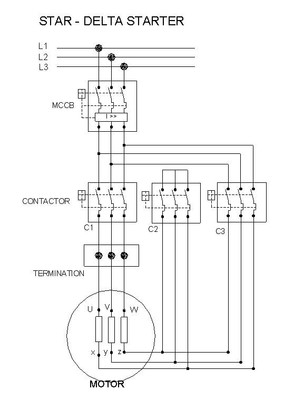 STAR - DELTA STARTER
L1
L2
L3
MCCB
I >>
CONTACTOR
C1
C2
C3
TERMINATION
U V W
x y z
MOTOR